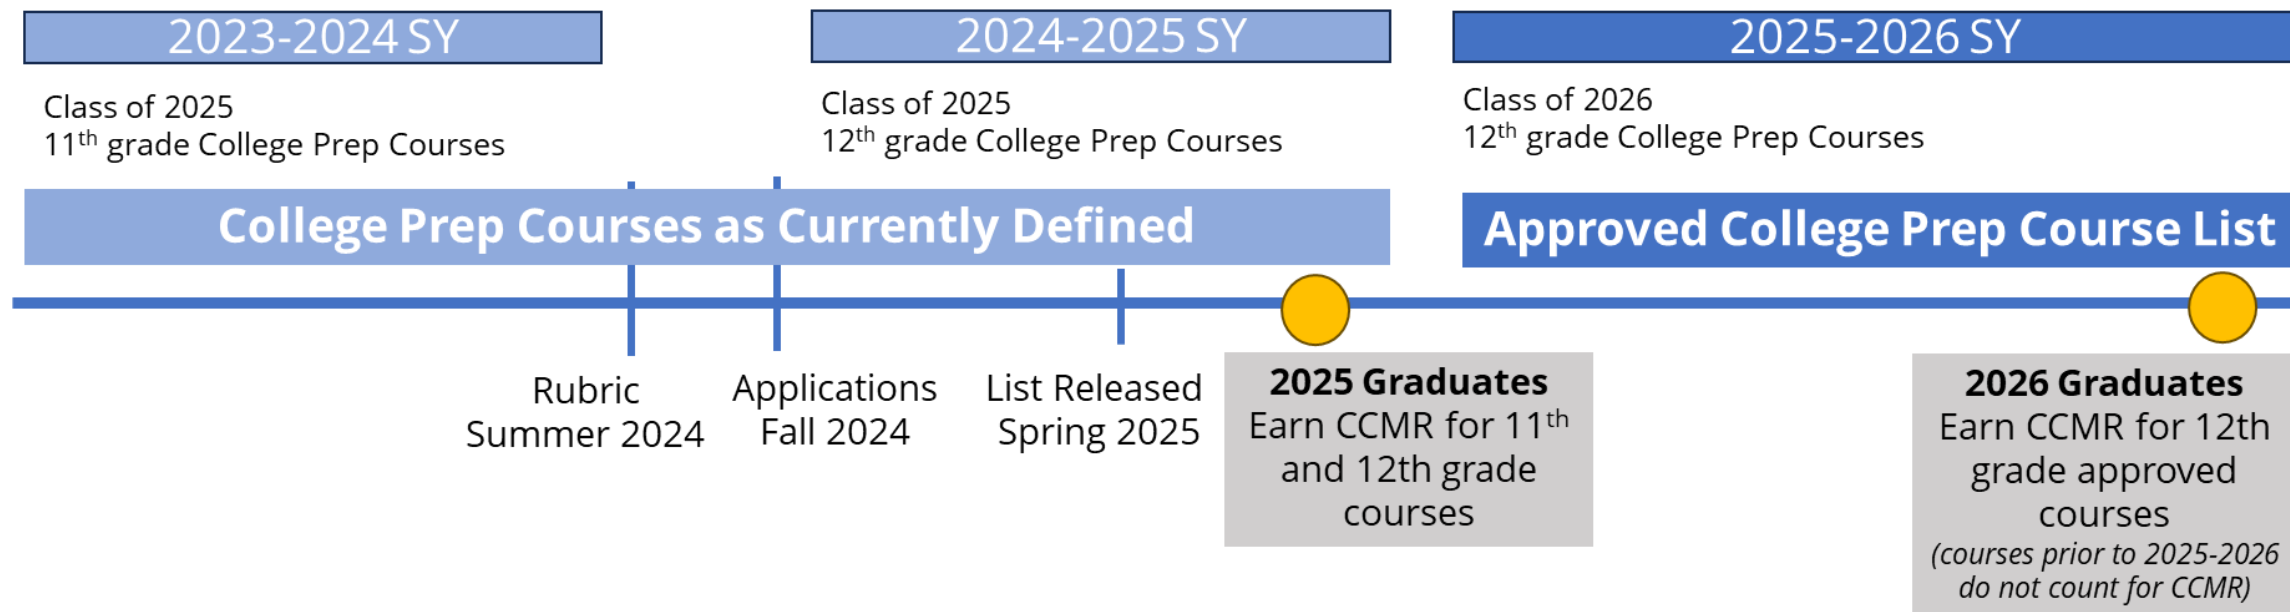 2023-2024 SY
2024-2025 SY
2025-2026 SY
Class of 2025
11th grade College Prep Courses
Class of 2025
12th grade College Prep Courses
Class of 2026
12th grade College Prep Courses
College Prep Courses as Currently Defined
Approved College Prep Course List
Rubric
Summer 2024
Applications
Fall 2024
List Released
Spring 2025
2025 Graduates
Earn CCMR for 11th
and 12th grade
courses
2026 Graduates
Earn CCMR for 12th
grade approved
courses
(courses prior to 2025-2026
do not count for CCMR)